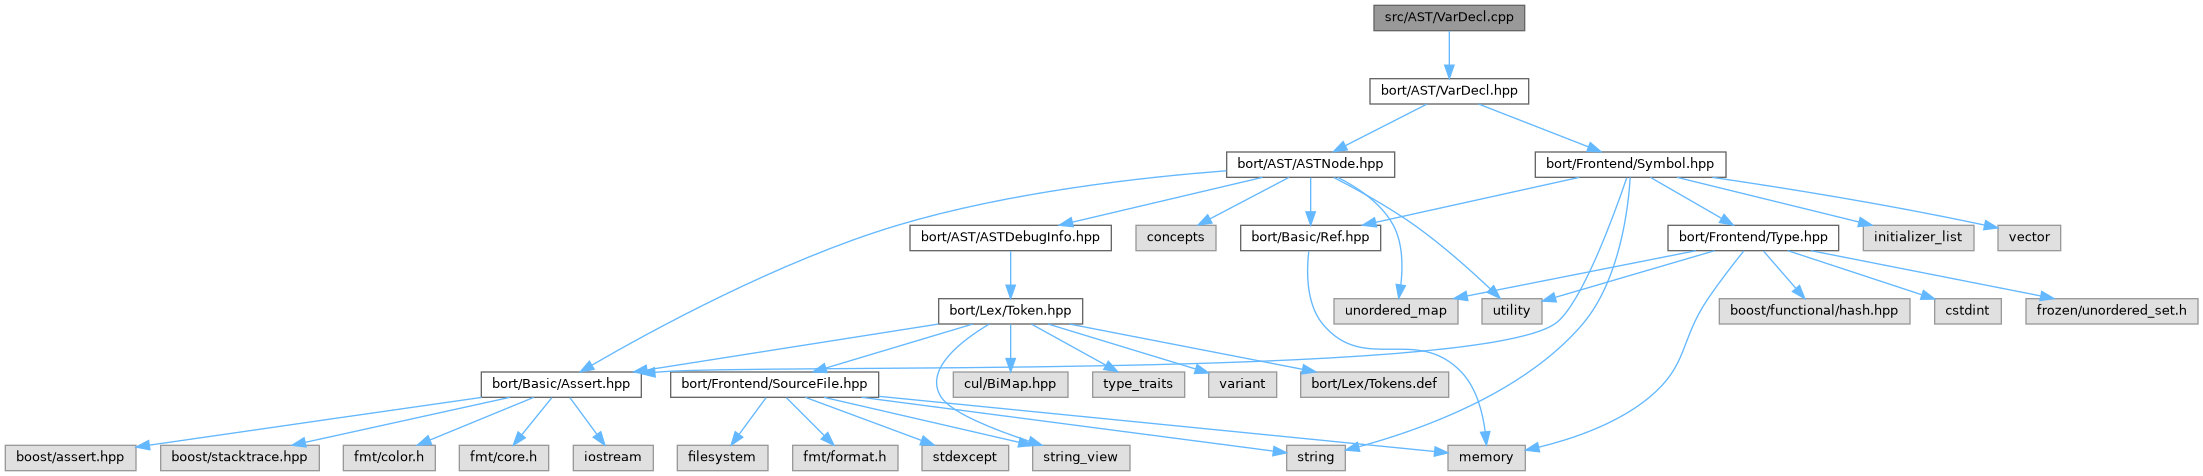 src/AST/VarDecl.cpp
bort/AST/VarDecl.hpp
bort/AST/ASTNode.hpp
bort/Frontend/Symbol.hpp
bort/AST/ASTDebugInfo.hpp
concepts
bort/Basic/Ref.hpp
bort/Frontend/Type.hpp
initializer_list
vector
bort/Lex/Token.hpp
unordered_map
utility
boost/functional/hash.hpp
cstdint
frozen/unordered_set.h
bort/Basic/Assert.hpp
bort/Frontend/SourceFile.hpp
cul/BiMap.hpp
type_traits
variant
bort/Lex/Tokens.def
boost/assert.hpp
boost/stacktrace.hpp
fmt/color.h
fmt/core.h
iostream
filesystem
fmt/format.h
stdexcept
string_view
string
memory